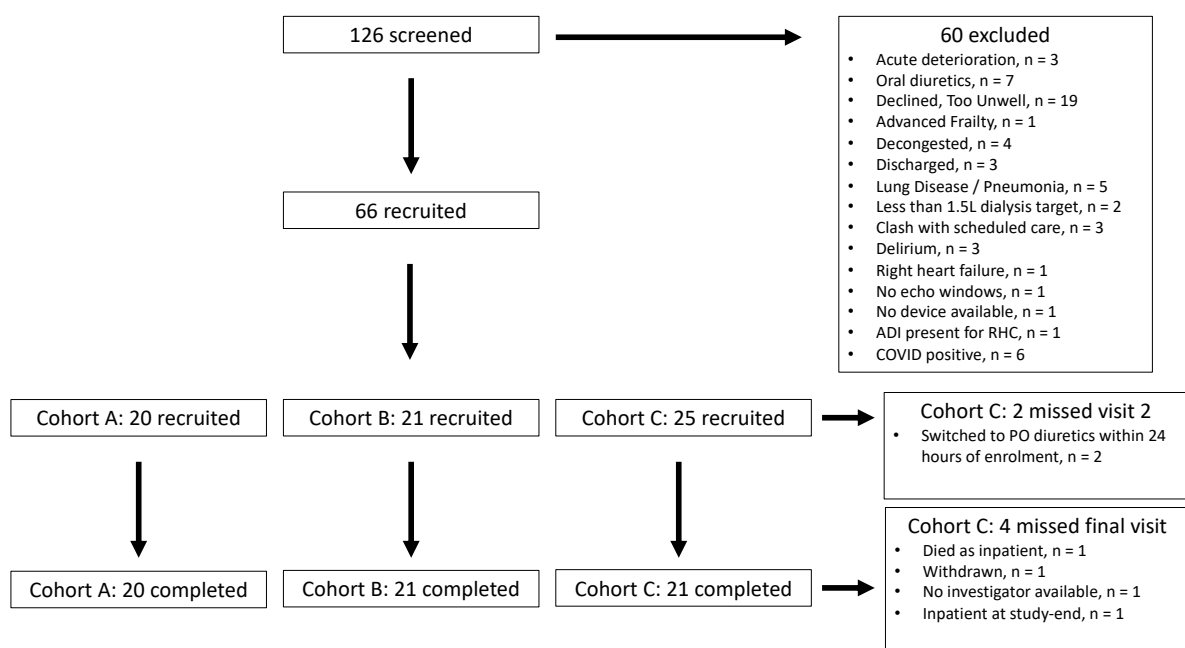 126 screened
60 excluded
• Acute deterioration, n = 3
• Oral diuretics, n = 7
• Declined, Too Unwell, n = 19
• Advanced Frailty, n = 1
• Decongested, n = 4
• Discharged, n = 3
• Lung Disease / Pneumonia, n = 5
• Less than 1.5L dialysis target, n = 2
• Clash with scheduled care, n = 3
• Delirium, n = 3
• Right heart failure, n = 1
• No echo windows, n = 1
• No device available, n = 1
• ADI present for RHC, n = 1
• COVID positive, n = 6
66 recruited
Cohort A: 20 recruited
Cohort B: 21 recruited
Cohort C: 25 recruited
Cohort C: 2 missed visit 2
• Switched to PO diuretics within 24
hours of enrolment, n = 2
Cohort A: 20 completed
Cohort B: 21 completed
Cohort C: 21 completed
Cohort C: 4 missed final visit
• Died as inpatient, n = 1
• Withdrawn, n = 1
• No investigator available, n = 1
• Inpatient at study-end, n = 1